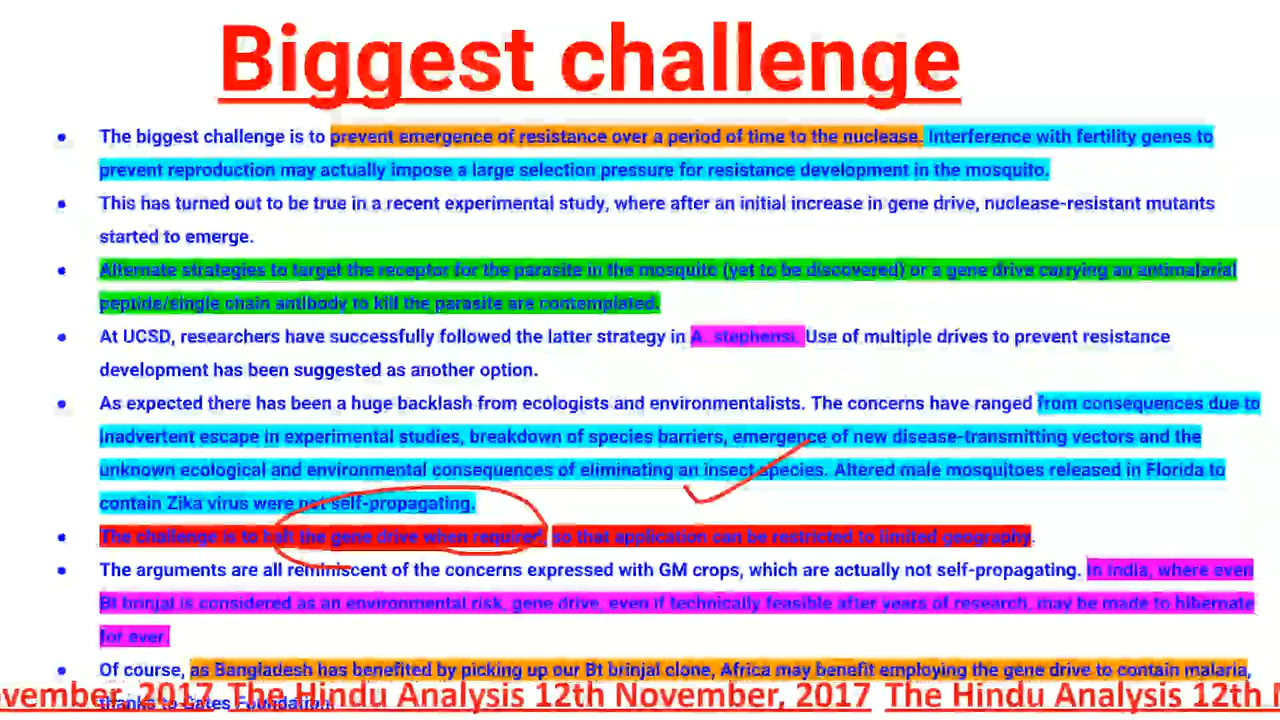 Biggest challenge
• The biggest challenge is to prevent emergence of resistance over a period of time to the nuclease. Interference with fertility genes to
prevent reproduction may actually impose a large selection pressure for resistance development in the mosquito.
• This has turned out to be true in a recent experimental study, where after an initial increase in gene drive, nuclease-resistant mutants
started to emerge.
• Alternate strategies to target the receptor for the parasite in the mosquito (yet to be discovered) or a gene drive carrying an antimalarial
peptide/single chain antibody to kill the parasite are contemplated.
• At UCSD, researchers have successfully followed the latter strategy in A. stephensi. Use of multiple drives to prevent resistance
development has been suggested as another option.
• As expected there has been a huge backlash from ecologists and environmentalists. The concerns have ranged from consequences due to
inadvertent escape in experimental studies, breakdown of species barriers, emergence of new disease-transmitting vectors and the
unknown ecological and environmental consequences of eliminating an insect species. Altered male mosquitoes released in Florida to
contain Zika virus were not self-propagating.
• The challenge is to halt the gene drive when required, so that application can be restricted to limited geography.
• The arguments are all reminiscent of the concerns expressed with GM crops, which are actually not self-propagating. In India, where even
Bt brinjal is considered as an environmental risk, gene drive, even if technically feasible after years of research, may be made to hibernate
for ever.
• Of course, as Bangladesh has benefited by picking up our Bt brinjal clone, Africa may benefit employing the gene drive to contain malaria,
thanks to Gates Foundation.
ovember, 2017 The Hindu Analysis 12th November, 2017 The Hindu Analysis 12th N